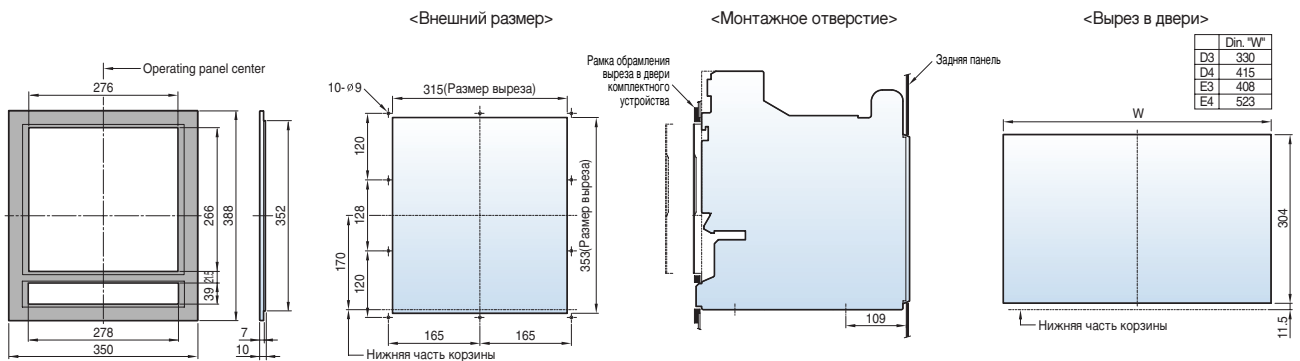 <Внешний размер>
<Монтажное отверстие>
<Вырез в двери>
Din. "W"
D3 330
D4 415
E3 408
E4 523
Operating panel center
276
266
388
352
21.5
39
278
350
7
10
10-ø9
315(Размер выреза)
120
128
170
120
353(Размер выреза)
165
165
Нижняя часть корзины
Рамка обрамления
выреза в двери
комплектного
устройства
Задняя панель
109
W
304
11.5
Нижняя часть корзины